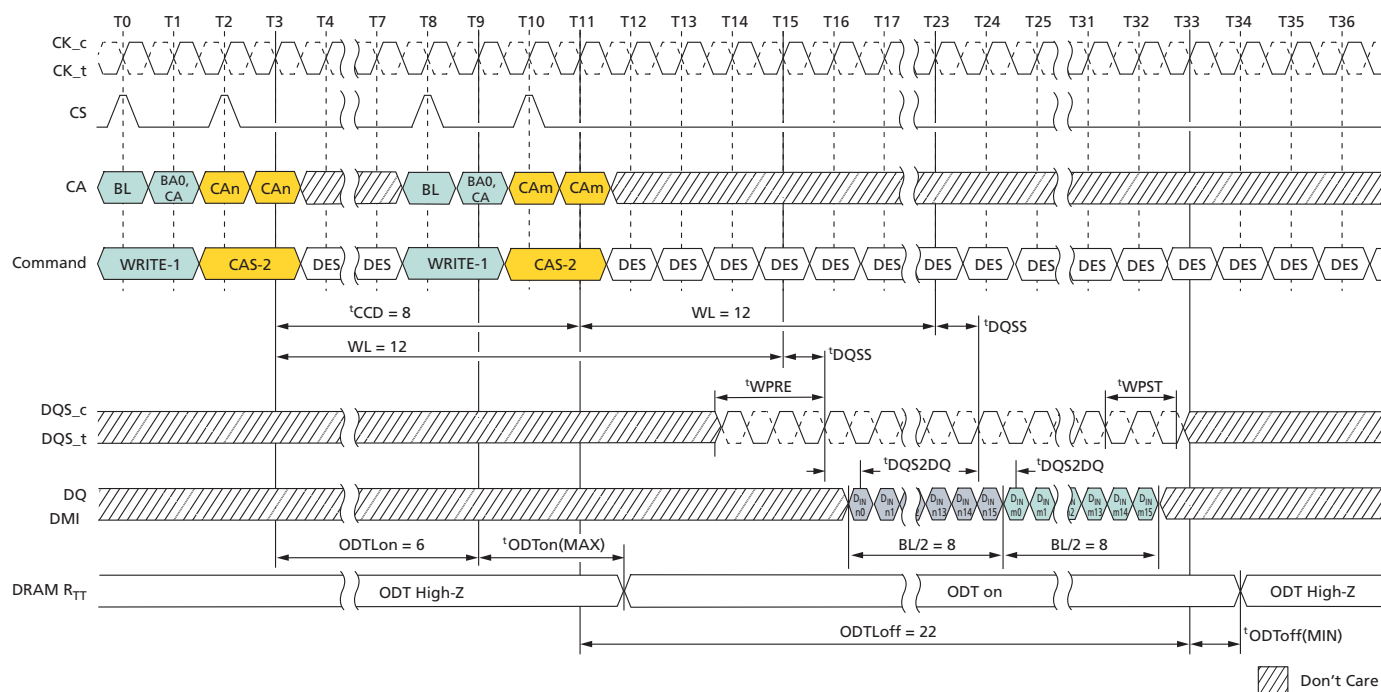 T0 T1 T2 T3 T4 T7 T8 T9 T10 T11 T12 T13 T14 T15 T16 T17 T23 T24 T25 T31 T32 T33 T34 T35 T36
CK_c
CK_t
CS
CA BL BA0, CA CAn CAn BL BA0, CA CAm CAm
Command WRITE-1 CAS-2 DES DES WRITE-1 CAS-2 DES DES DES DES DES DES DES DES DES DES DES DES DES DES DES
tCCD = 8 WL = 12 tDQSS
WL = 12 tDQSS
tWPRE tWPST
DQS_c
DQS_t
tDQS2DQ tDQS2DQ
DQ
DMI
DIN n0 DIN n1 DIN n13 DIN n14 DIN n15 DIN m0 DIN m1 DIN m13 DIN m14 DIN m15
ODTLon = 6 tODTon(MAX) BL/2 = 8 BL/2 = 8
DRAM RTT ODT High-Z ODT on ODT High-Z
ODTLoff = 22 tODToff(MIN)
Don't Care